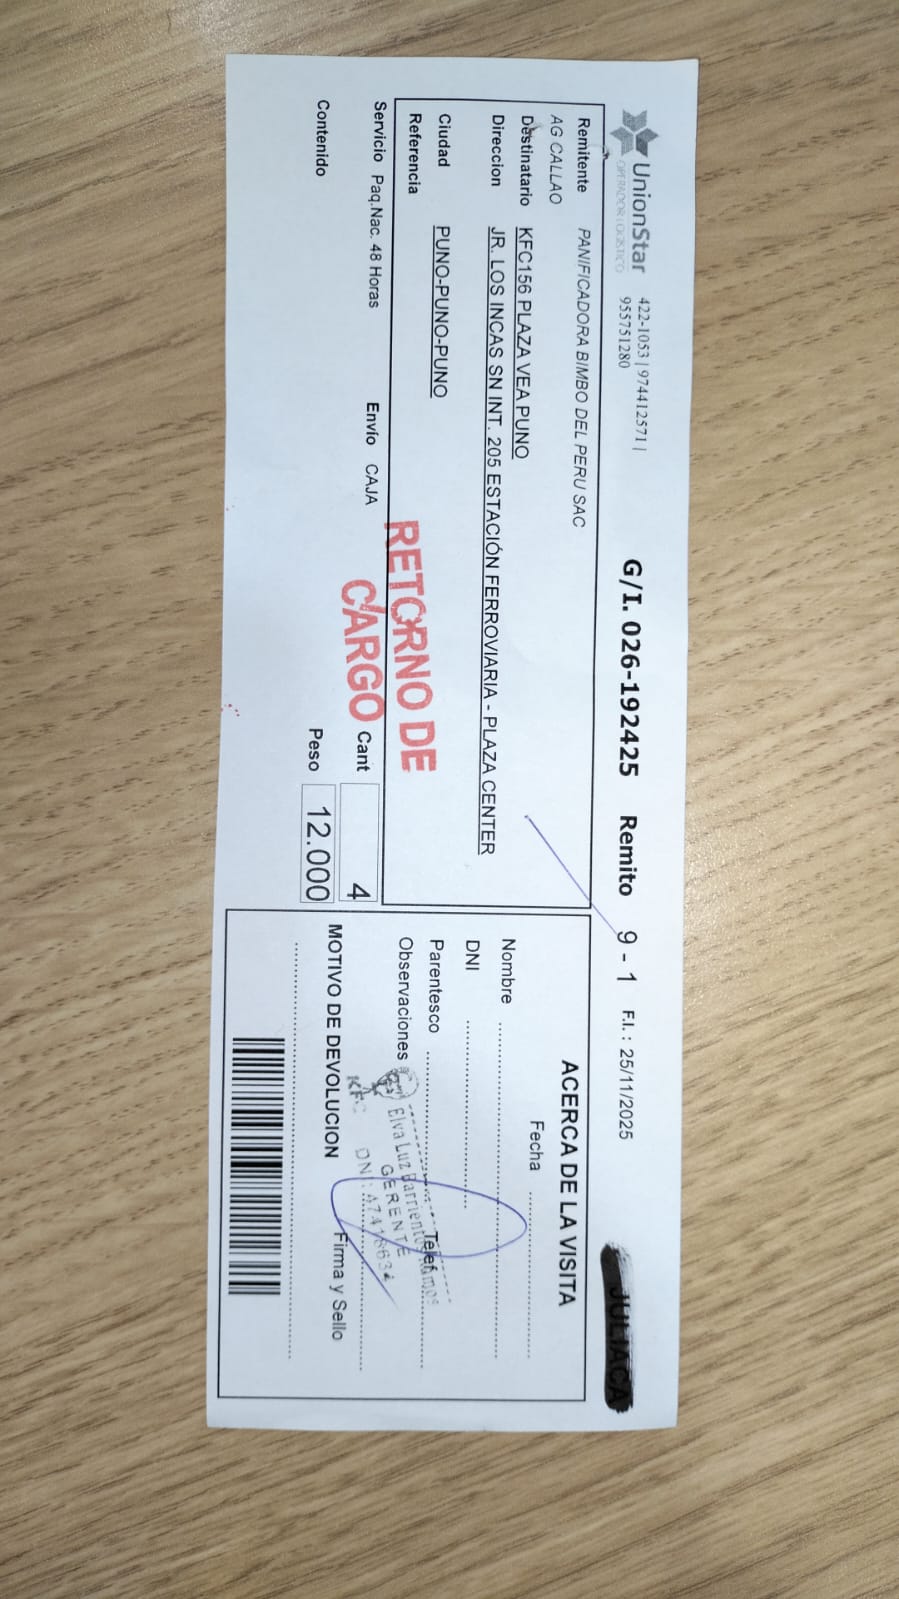 UnionStar
OPERADOR LOGISTICO
422-1053 | 974412571 |
955751280
G/I. 026-192425 Remito 9 - 1 F.I. : 25/11/2025
JULIACA
Remitente PANIFICADORA BIMBO DEL PERU SAC
AG CALLAO
Destinatario KFC156 PLAZA VEA PUNO
Direccion JR. LOS INCAS SN INT. 205 ESTACIÓN FERROVIARIA - PLAZA CENTER
Ciudad PUNO-PUNO-PUNO
Referencia
RETORNO DE
CARGO
Servicio Paq.Nac. 48 Horas Envío CAJA Cant 4
Contenido Peso 12.000
ACERCA DE LA VISITA
Fecha
Nombre
DNI
Parentesco Telef
Observaciones
Elva Luz Barrientos
GERENTE
KFC DNI:
Firma y Sello
MOTIVO DE DEVOLUCION